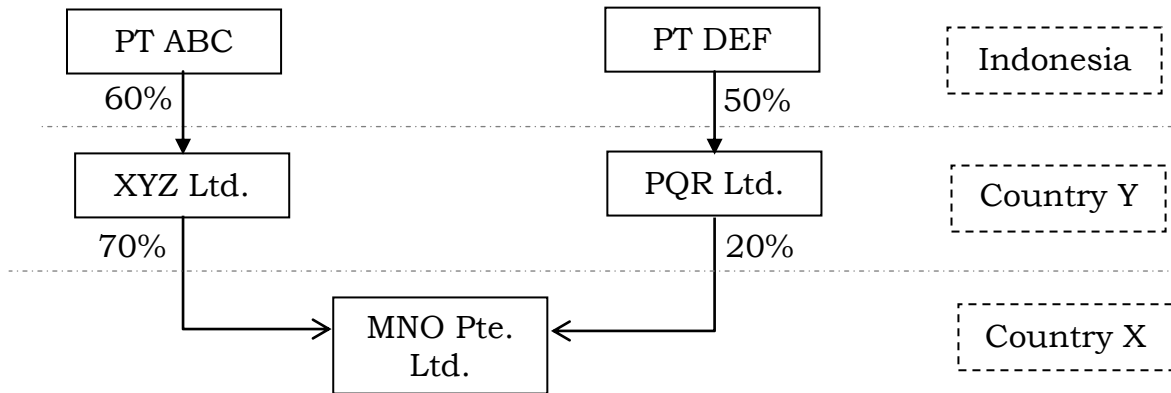 PT ABC
PT DEF
Indonesia
60%
50%
XYZ Ltd.
PQR Ltd.
Country Y
70%
20%
MNO Pte.
Ltd.
Country X